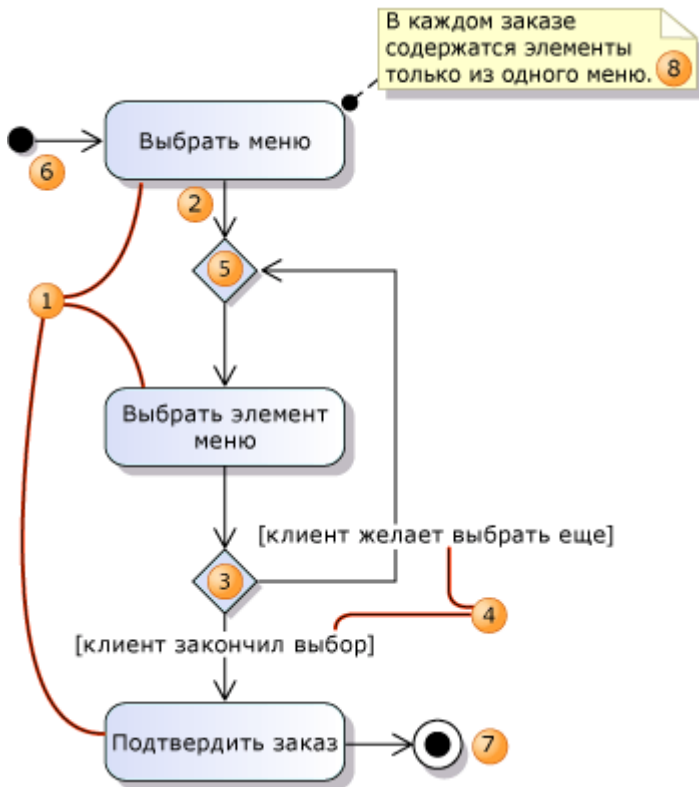 В каждом заказе
содержатся элементы
только из одного меню.
8
Выбрать меню
6
2
5
1
Выбрать элемент
меню
[клиент желает выбрать еще]
3
4
[клиент закончил выбор]
Подтвердить заказ
7